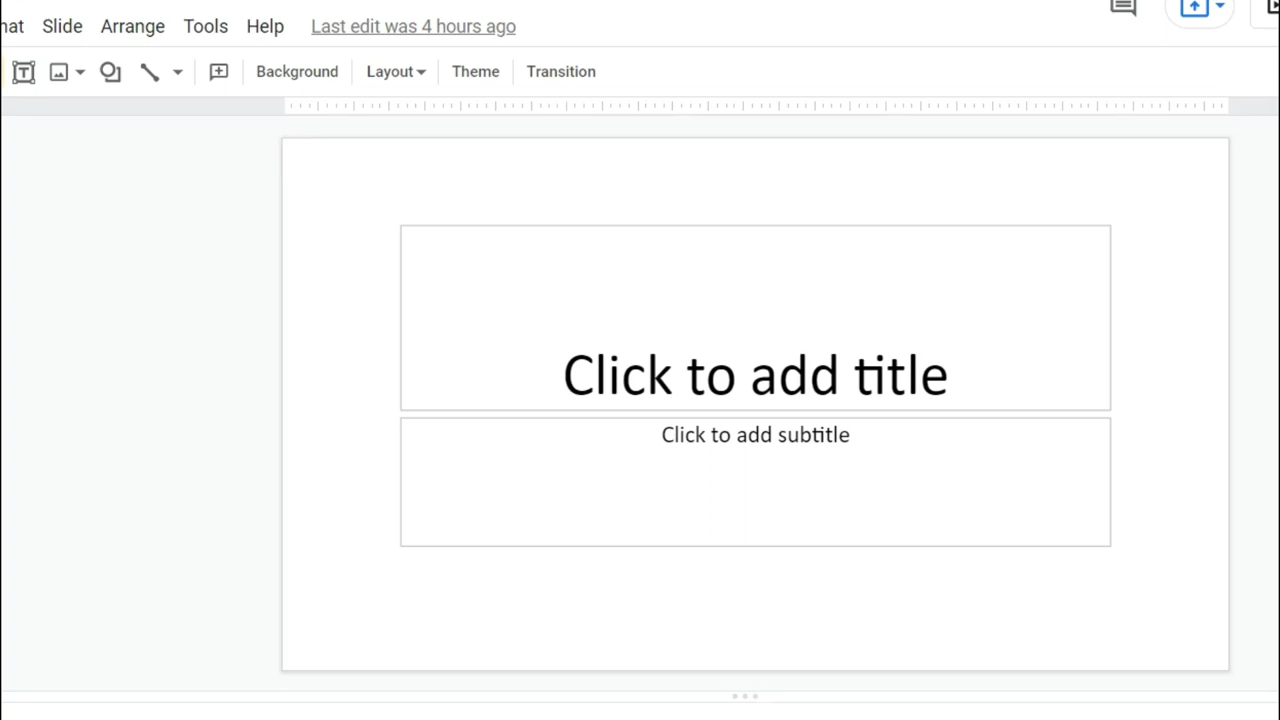 nat Slide Arrange Tools Help Last edit was 4 hours ago
Background Layout Theme Transition
Click to add title
Click to add subtitle